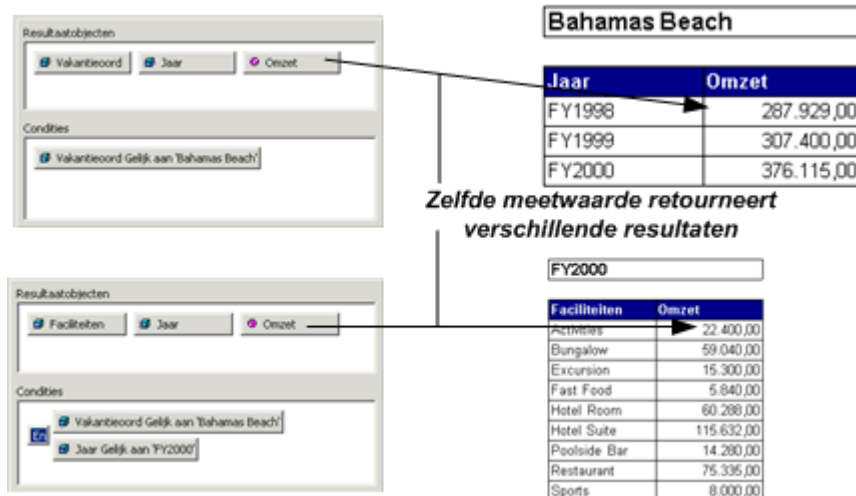 Resultaatobjecten
Vakantieoord Jaar Omzet
Condities
Vakantieoord Gelijk aan 'Bahamas Beach'
Bahamas Beach
Jaar Omzet
FY1998 287.929,00
FY1999 307.400,00
FY2000 376.115,00
Zelfde meetwaarde retourneert
verschillende resultaten
Resultaatobjecten
Faciliteiten Jaar Omzet
Condities
En
Vakantieoord Gelijk aan 'Bahamas Beach'
Jaar Gelijk aan 'FY2000'
FY2000
Faciliteiten Omzet
Activities 22.400,00
Bungalow 59.040,00
Excursion 15.300,00
Fast Food 5.840,00
Hotel Room 60.288,00
Hotel Suite 115.632,00
Poolside Bar 14.280,00
Restaurant 75.335,00
Sports 8.000,00